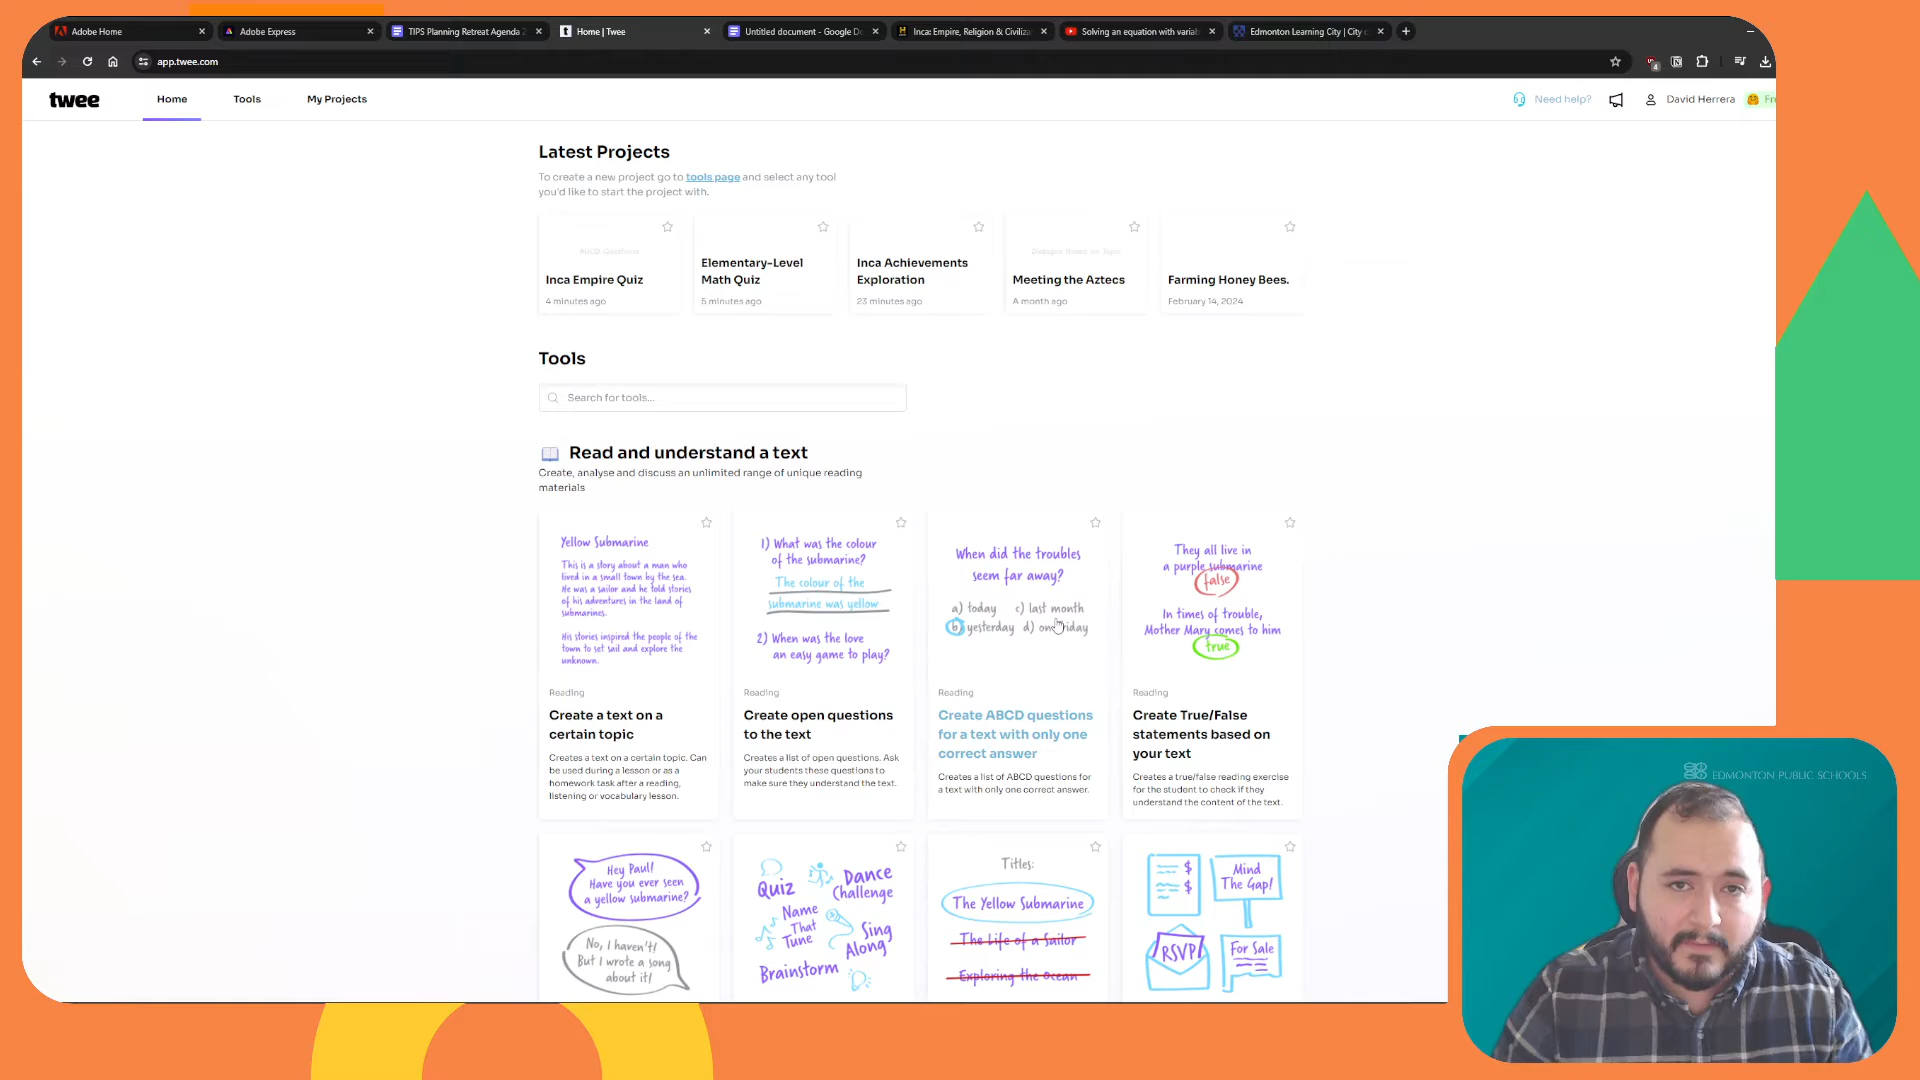 Adobe Home
Adobe Express
TIPS Planning Retreat Agenda
Home | Twee
Untitled document - Google Do
Inca: Empire, Religion & Civiliza
Solving an equation with variab
Edmonton Learning City | City
app.twee.com
4
twee
Home
Tools
My Projects
Need help?
David Herrera
Fre
Latest Projects
To create a new project go to tools page and select any tool
you'd like to start the project with.
ABCD Questions
Inca Empire Quiz
4 minutes ago
Elementary-Level
Math Quiz
5 minutes ago
Inca Achievements
Exploration
23 minutes ago
Dialogue Based on Topic
Meeting the Aztecs
A month ago
Farming Honey Bees.
February 14, 2024
Tools
Search for tools...
Read and understand a text
Create, analyse and discuss an unlimited range of unique reading
materials
Yellow Submarine
This is a story about a man who
lived in a small town by the sea.
He was a sailor and he told stories
of his adventures in the land of
submarines.
His stories inspired the people of the
town to set sail and explore the
unknown.
Reading
Create a text on a
certain topic
Creates a text on a certain topic. Can
be used during a lesson or as a
homework task after a reading,
listening or vocabulary lesson.
1) What was the colour
of the submarine?
The colour of the
submarine was yellow
2) When was the love
an easy game to play?
Reading
Create open questions
to the text
Creates a list of open questions. Ask
your students these questions to
make sure they understand the text.
When did the troubles
seem far away?
a) today c) last month
b) yesterday d) on friday
Reading
Create ABCD questions
for a text with only one
correct answer
Creates a list of ABCD questions for
a text with only one correct answer.
They all live in
a purple submarine
false
In times of trouble,
Mother Mary comes to him
true
Reading
Create True/False
statements based on
your text
Creates a true/false reading exercise
for the student to check if they
understand the content of the text.
Hey Paul!
Have you ever seen
a yellow submarine?
No, I haven't!
But I wrote a song
about it!
Quiz
Dance
Challenge
Name
That
Tune
Sing
Along
Brainstorm
Titles:
The Yellow Submarine
The Life of a Sailor
Exploring the Ocean
$
$
Mind
The Gap!
RSVP
For Sale
EDMONTON PUBLIC SCHOOLS